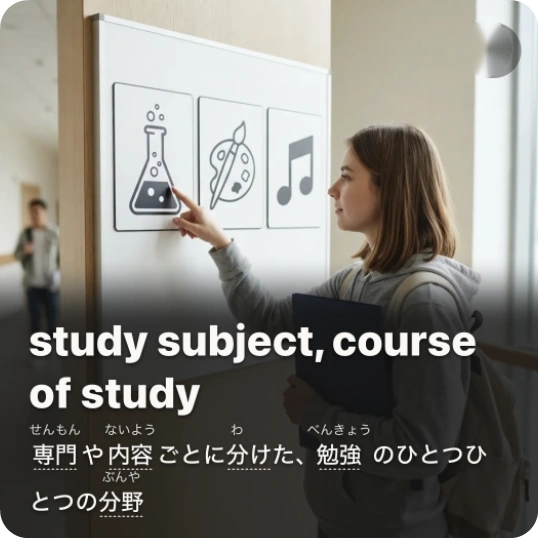 study subject, course
of study
せんもん ないよう わ べんきょう
専門や内容ごとに分けた、勉強のひとつひ
ぶんや
とつの分野